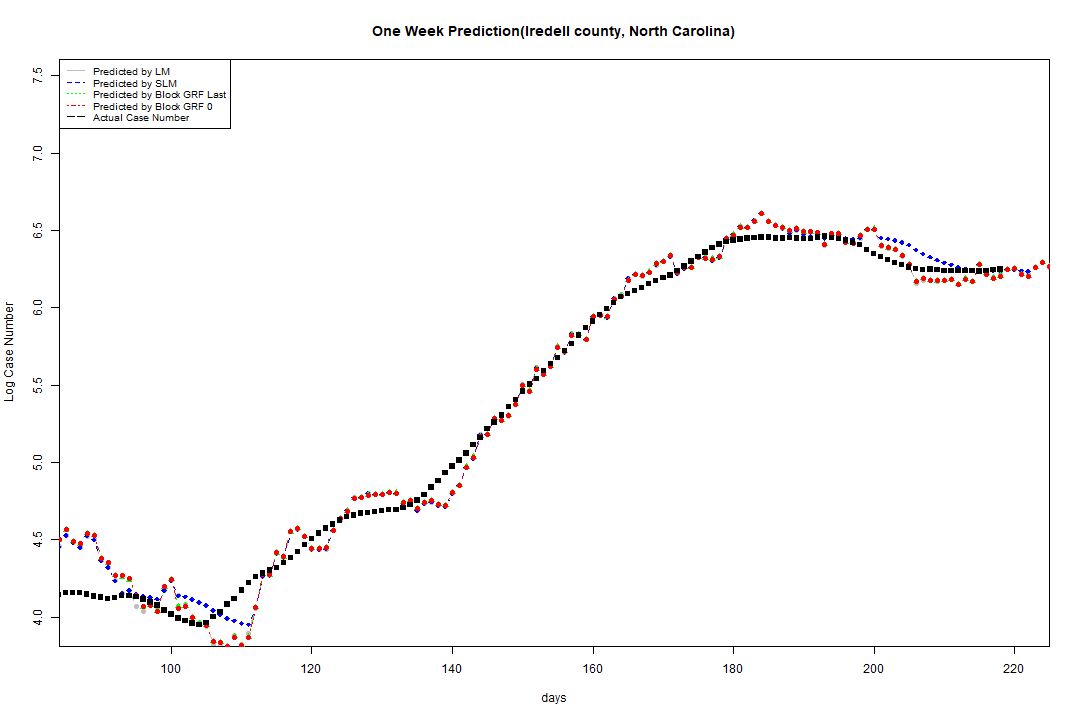 One Week Prediction(Iredell county, North Carolina)
Predicted by LM
Predicted by SLM
Predicted by Block GRF Last
Predicted by Block GRF 0
Actual Case Number
Log Case Number
7.5
7.0
6.5
6.0
5.5
5.0
4.5
4.0
100 120 140 160 180 200 220
days